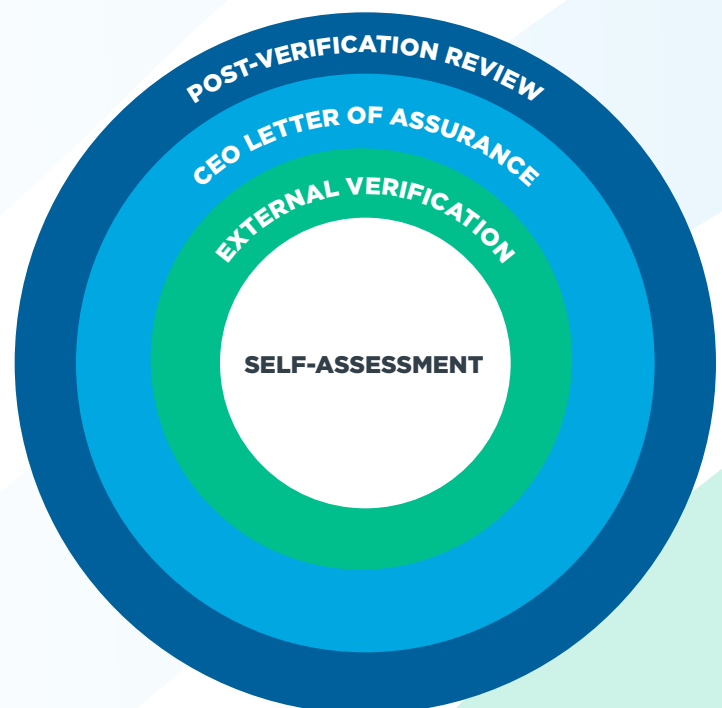 POST-VERIFICATION REVIEW
CEO LETTER OF ASSURANCE
EXTERNAL VERIFICATION
SELF-ASSESSMENT